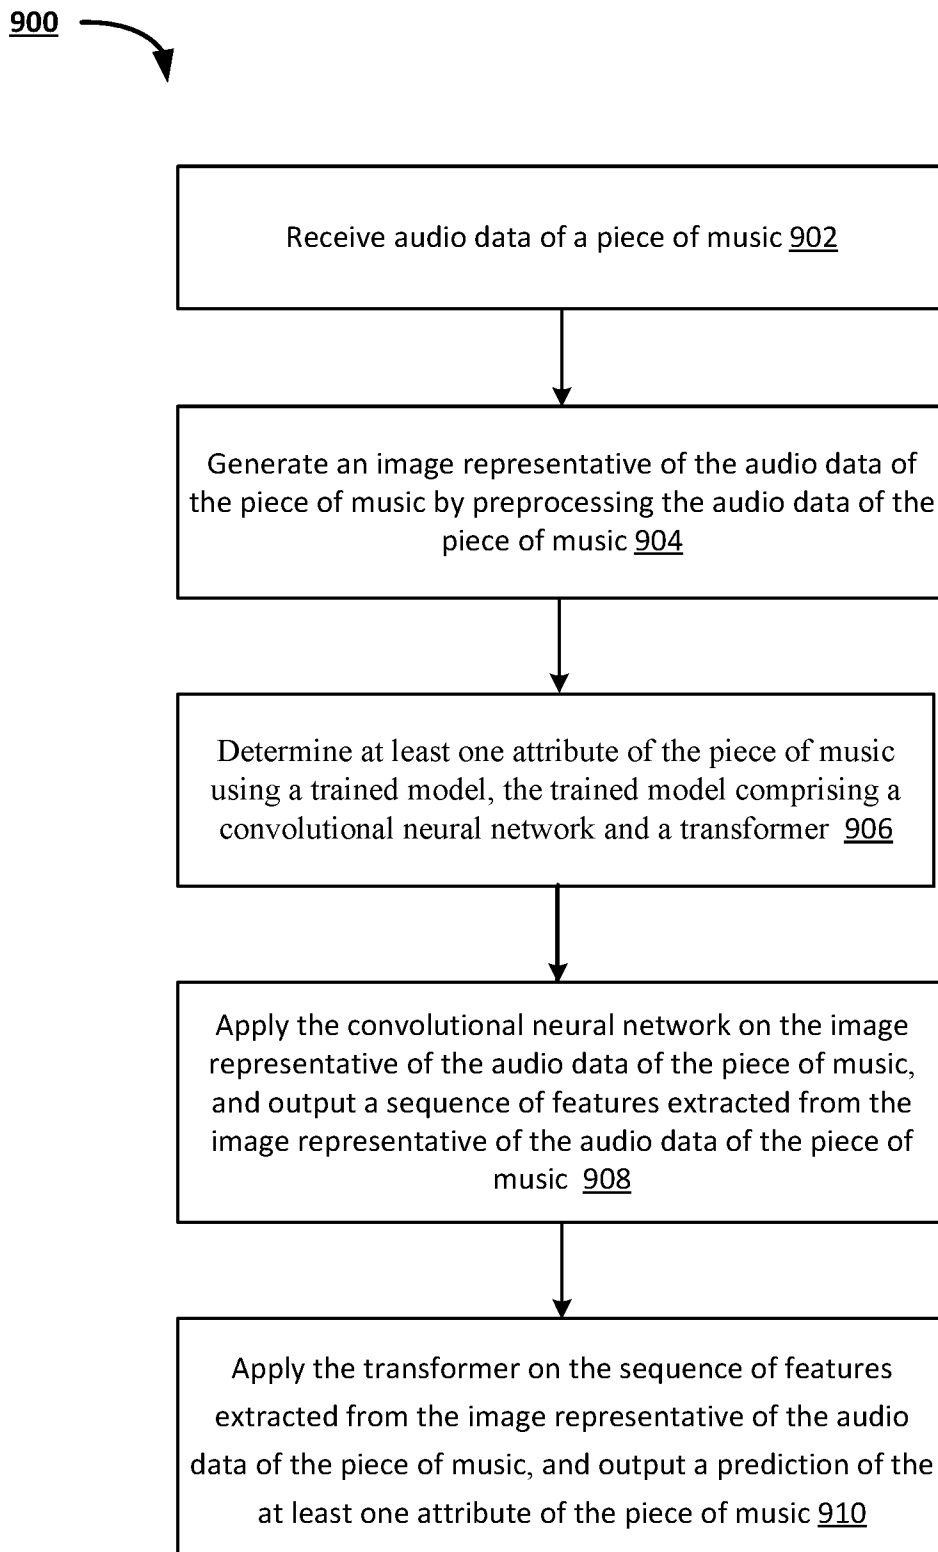 900
Receive audio data of a piece of music 902
Generate an image representative of the audio data of
the piece of music by preprocessing the audio data of the
piece of music 904
Determine at least one attribute of the piece of music
using a trained model, the trained model comprising a
convolutional neural network and a transformer 906
Apply the convolutional neural network on the image
representative of the audio data of the piece of music,
and output a sequence of features extracted from the
image representative of the audio data of the piece of
music 908
Apply the transformer on the sequence of features
extracted from the image representative of the audio
data of the piece of music, and output a prediction of the
at least one attribute of the piece of music 910